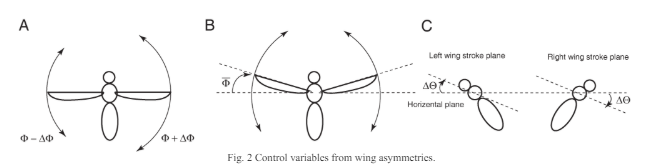 A
B
C
Left wing stroke plane
Right wing stroke plane
Φ
ΔΘ
ΔΘ
Horizental plane
Φ − ΔΦ
Φ + ΔΦ
Fig. 2 Control variables from wing asymmetries.